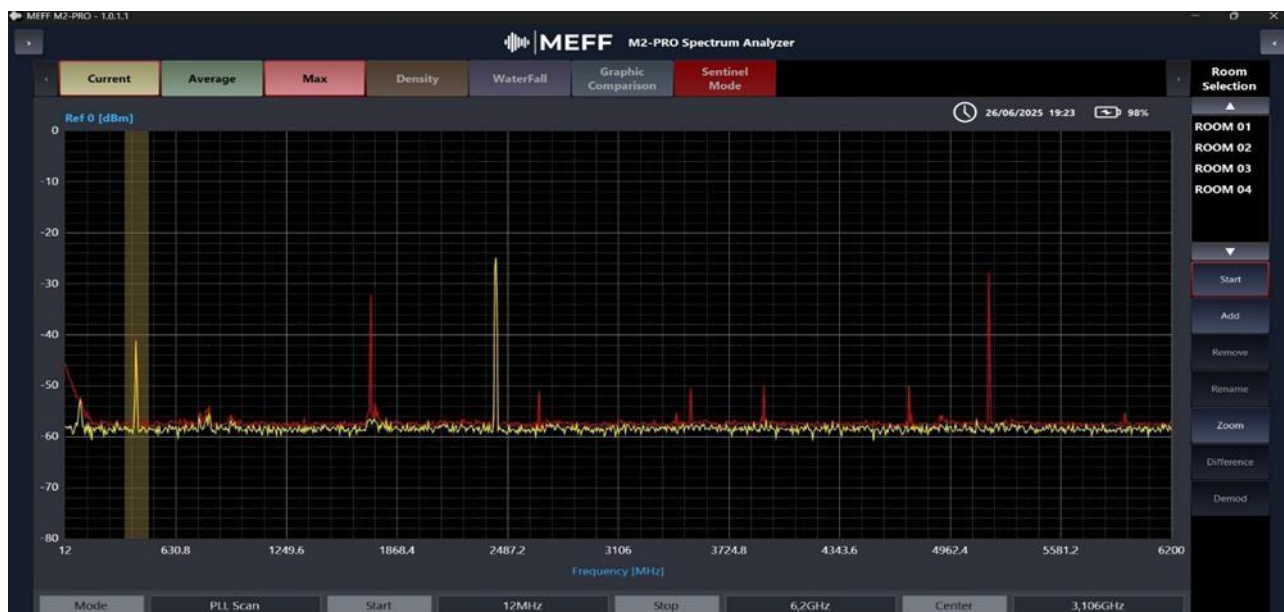 MEFF M2-PRO - 1.0.1.1
MEFF M2-PRO Spectrum Analyzer
Current Average Max Density WaterFall Graphic Comparison Sentinel Mode
Room Selection
Ref 0 [dBm]
26/06/2025 19:23 98%
ROOM 01
ROOM 02
ROOM 03
ROOM 04
Start
Add
Remove
Rename
Zoom
Difference
Demod
0
-10
-20
-30
-40
-50
-60
-70
-80
12 630.8 1249.6 1868.4 2487.2 3106 3724.8 4343.6 4962.4 5581.2 6200
Frequency [MHz]
Mode PLL Scan Start 12MHz Stop 6,2GHz Center 3,106GHz